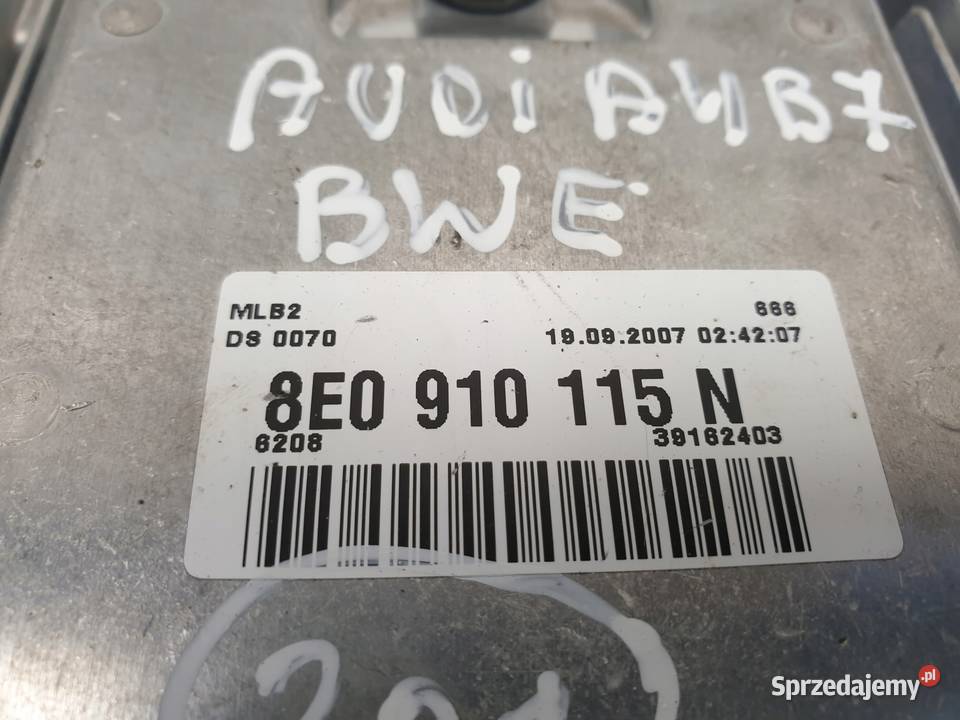 AUDi A4B7
BWE
MLB2 666
DS 0070 19.09.2007 02:42:07
8E0 910 115 N
6208 39162403
Sprzedajemy.pl